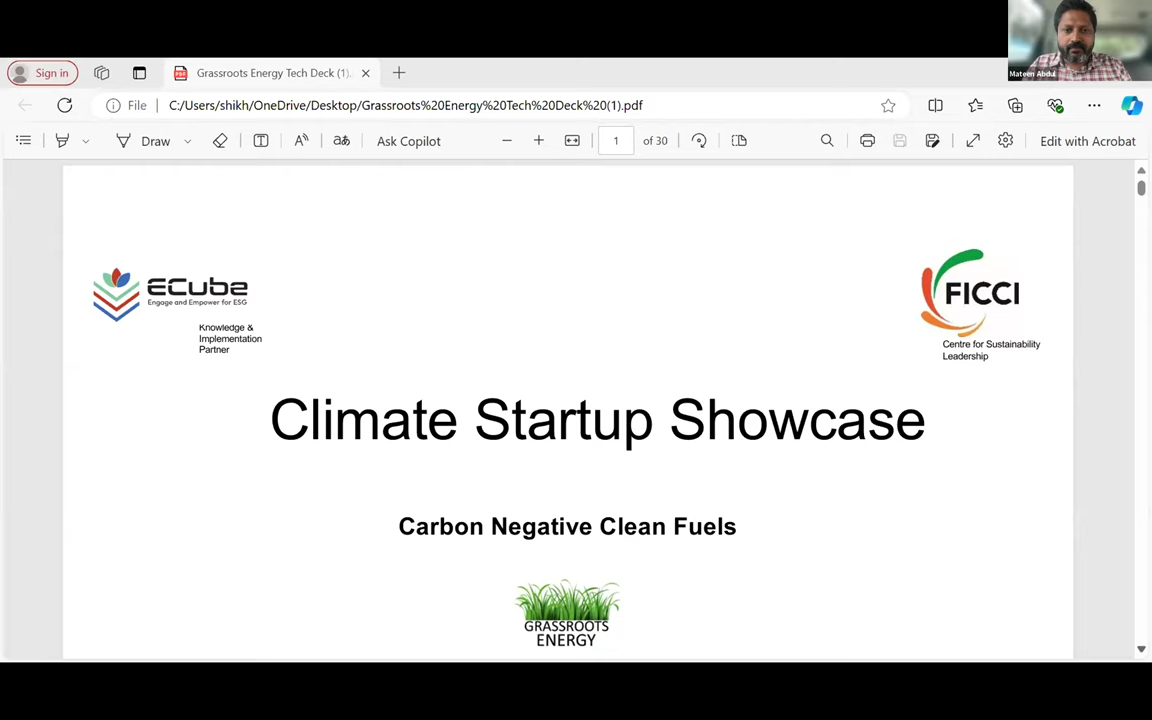 Mateen Abdul
Sign in
Grassroots Energy Tech Deck (1).
File
C:/Users/shikh/OneDrive/Desktop/Grassroots%20Energy%20Tech%20Deck%20(1).pdf
Draw
Ask Copilot
1 of 30
Edit with Acrobat
ECube
Engage and Empower for ESG
Knowledge &
Implementation
Partner
FICCI
Centre for Sustainability
Leadership
Climate Startup Showcase
Carbon Negative Clean Fuels
GRASSROOTS
ENERGY